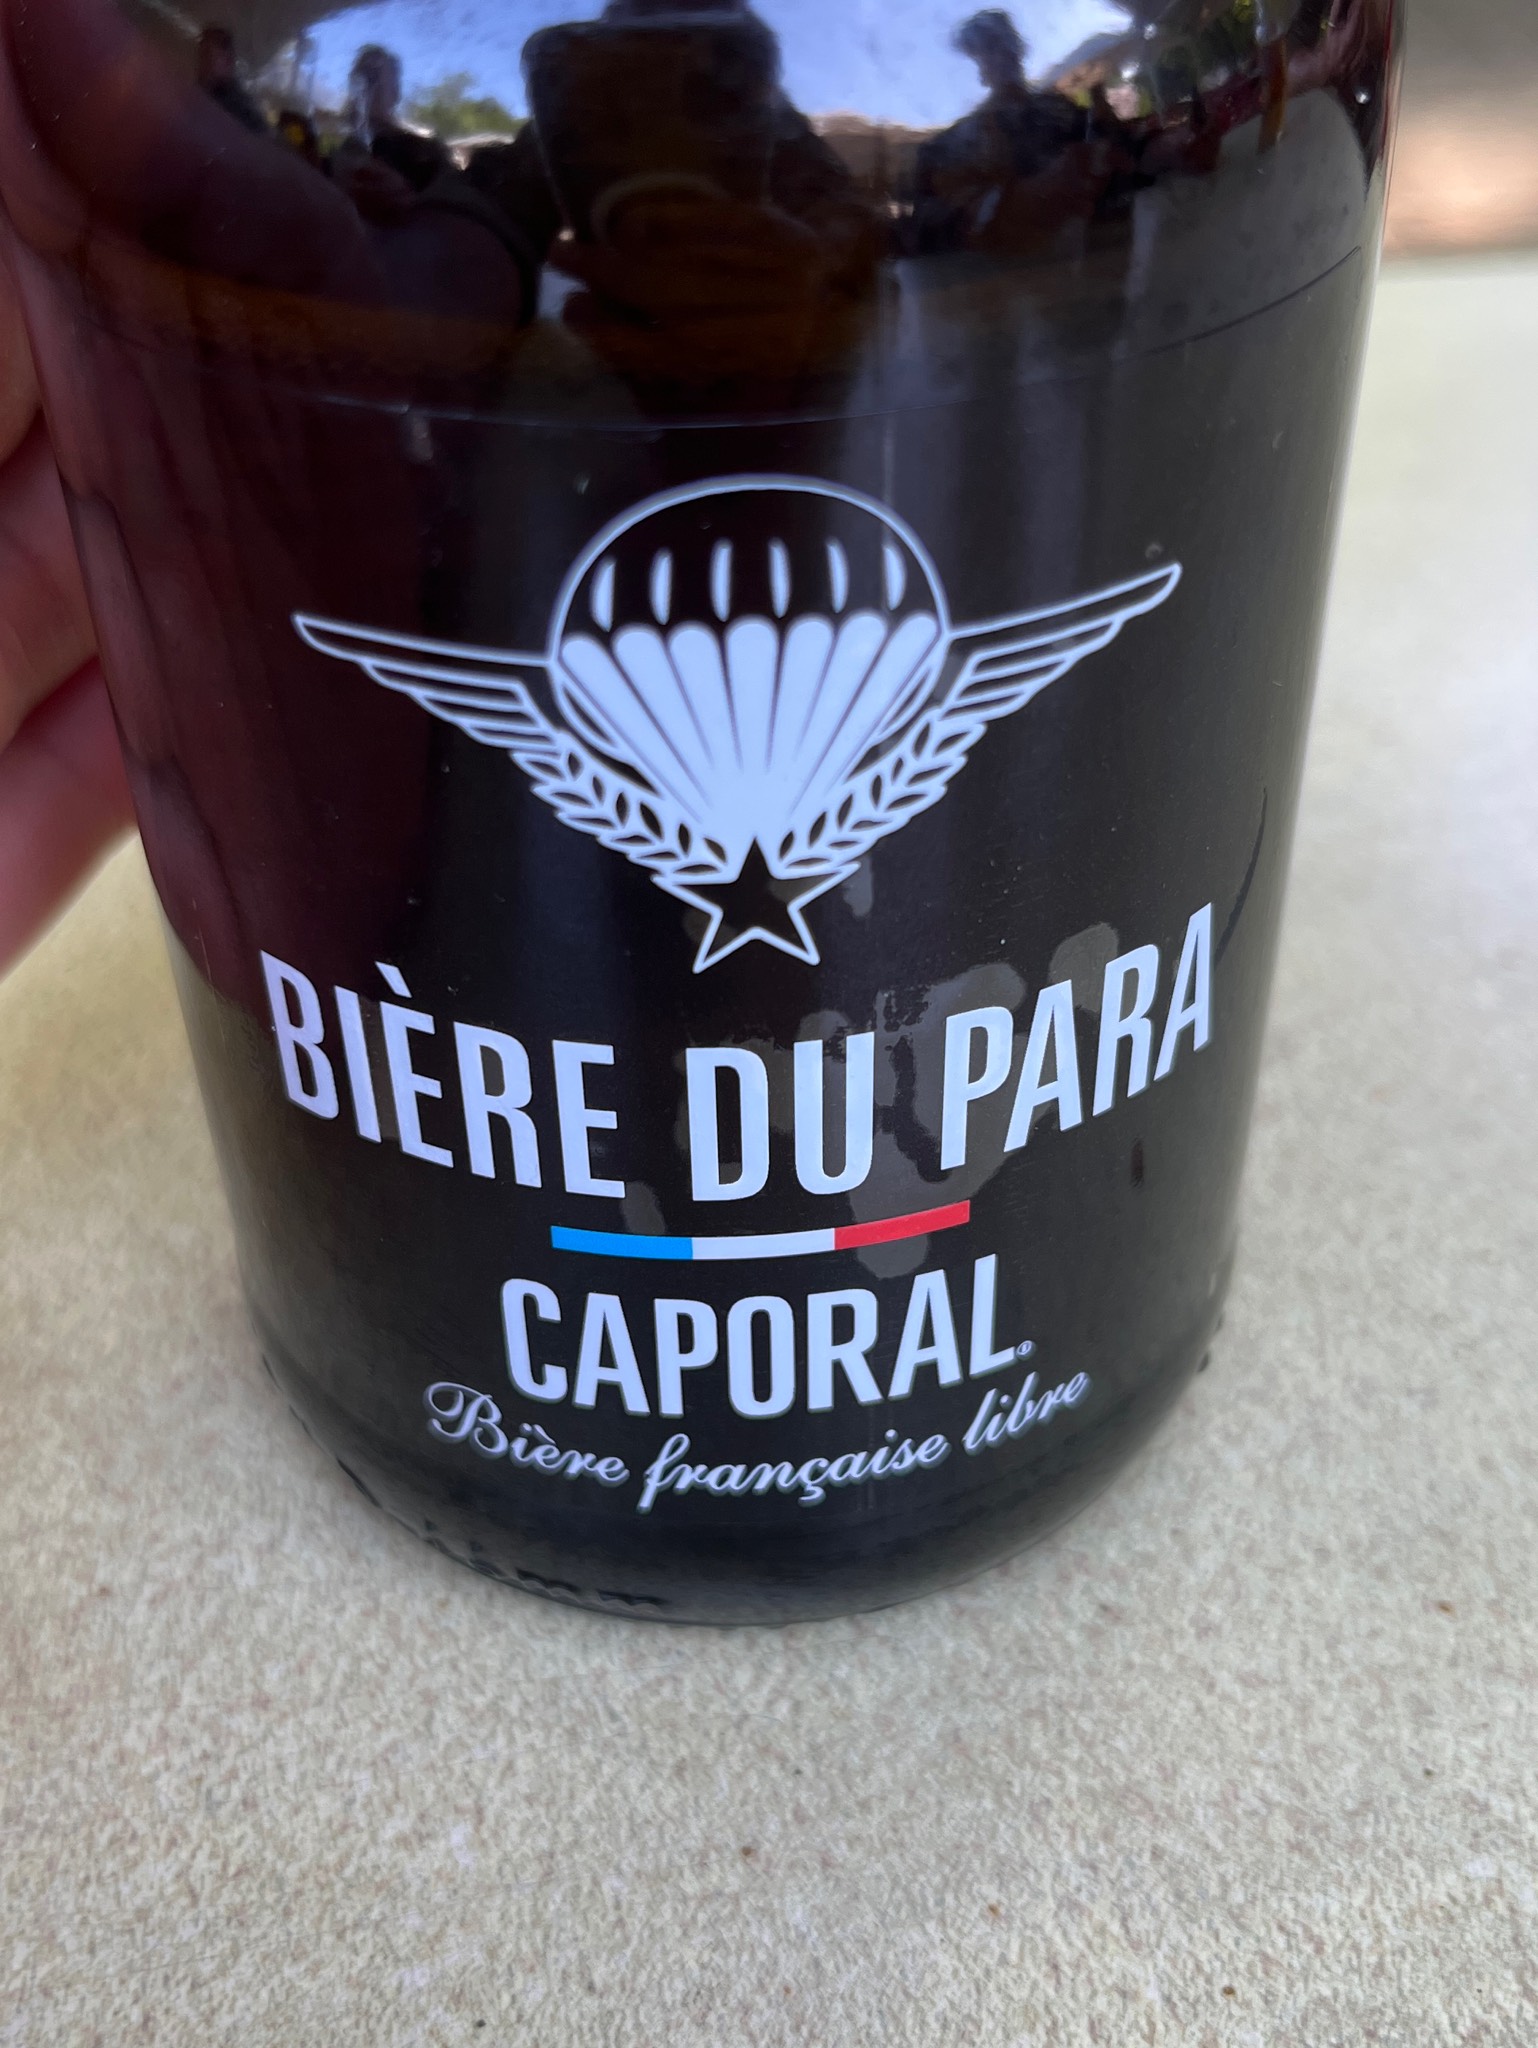 BIÈRE DU PARA
CAPORAL®
Bière française libre